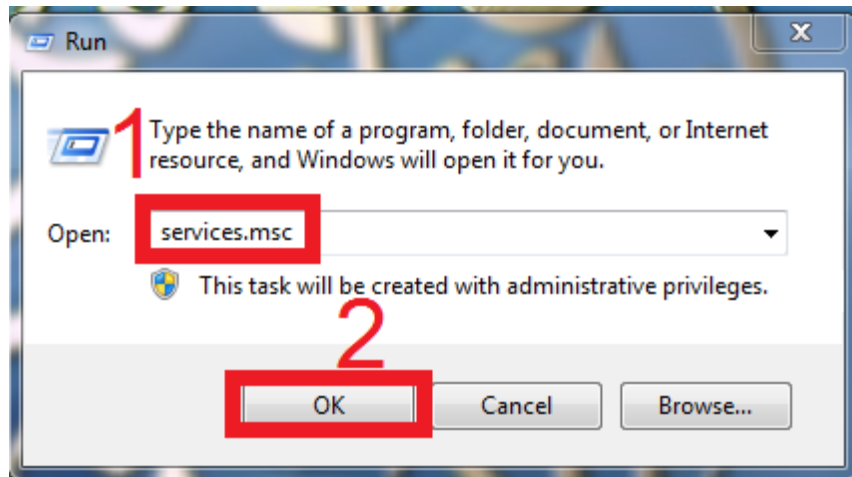 Run
1
Type the name of a program, folder, document, or Internet
resource, and Windows will open it for you.
Open: services.msc
This task will be created with administrative privileges.
2
OK Cancel Browse...